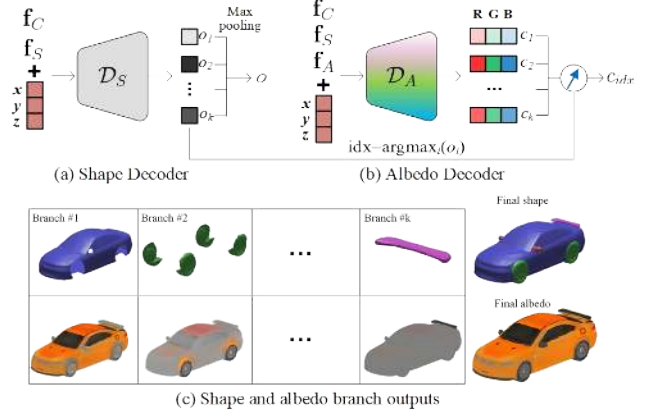 f_C
f_S
+
x
y
z
D_S
Max
pooling
o_1
o_2
⋮
o_k
O
(a) Shape Decoder
f_C
f_S
f_A
+
x
y
z
D_A
R G B
c_1
c_2
...
c_k
c_idx
idx=argmax_i(o_i)
(b) Albedo Decoder
Branch #1
Branch #2
...
Branch #k
Final shape
...
Final albedo
(c) Shape and albedo branch outputs